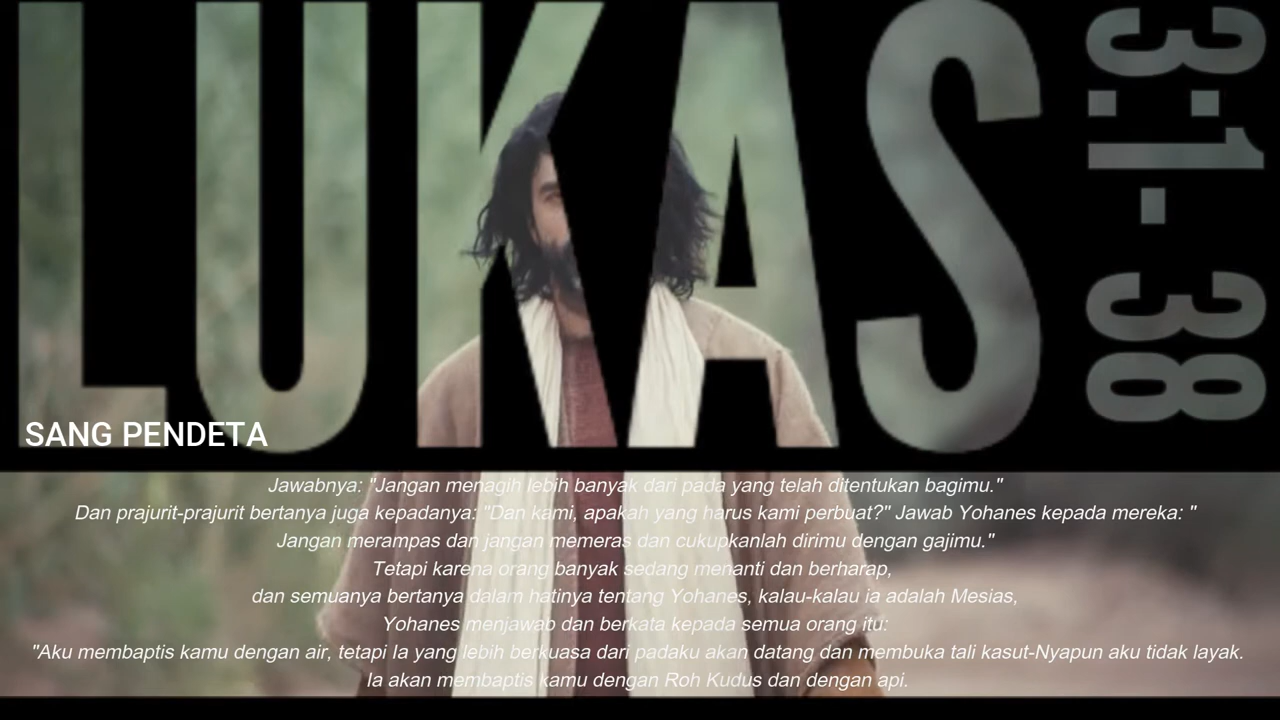 LUKAS
3:1-38
SANG PENDETA
Jawabnya: "Jangan menagih lebih banyak dari pada yang telah ditentukan bagimu."
Dan prajurit-prajurit bertanya juga kepadanya: "Dan kami, apakah yang harus kami perbuat?" Jawab Yohanes kepada mereka: "
Jangan merampas dan jangan memeras dan cukupkanlah dirimu dengan gajimu."
Tetapi karena orang banyak sedang menanti dan berharap,
dan semuanya bertanya dalam hatinya tentang Yohanes, kalau-kalau ia adalah Mesias,
Yohanes menjawab dan berkata kepada semua orang itu:
"Aku membaptis kamu dengan air, tetapi Ia yang lebih berkuasa dari padaku akan datang dan membuka tali kasut-Nyapun aku tidak layak.
Ia akan membaptis kamu dengan Roh Kudus dan dengan api.